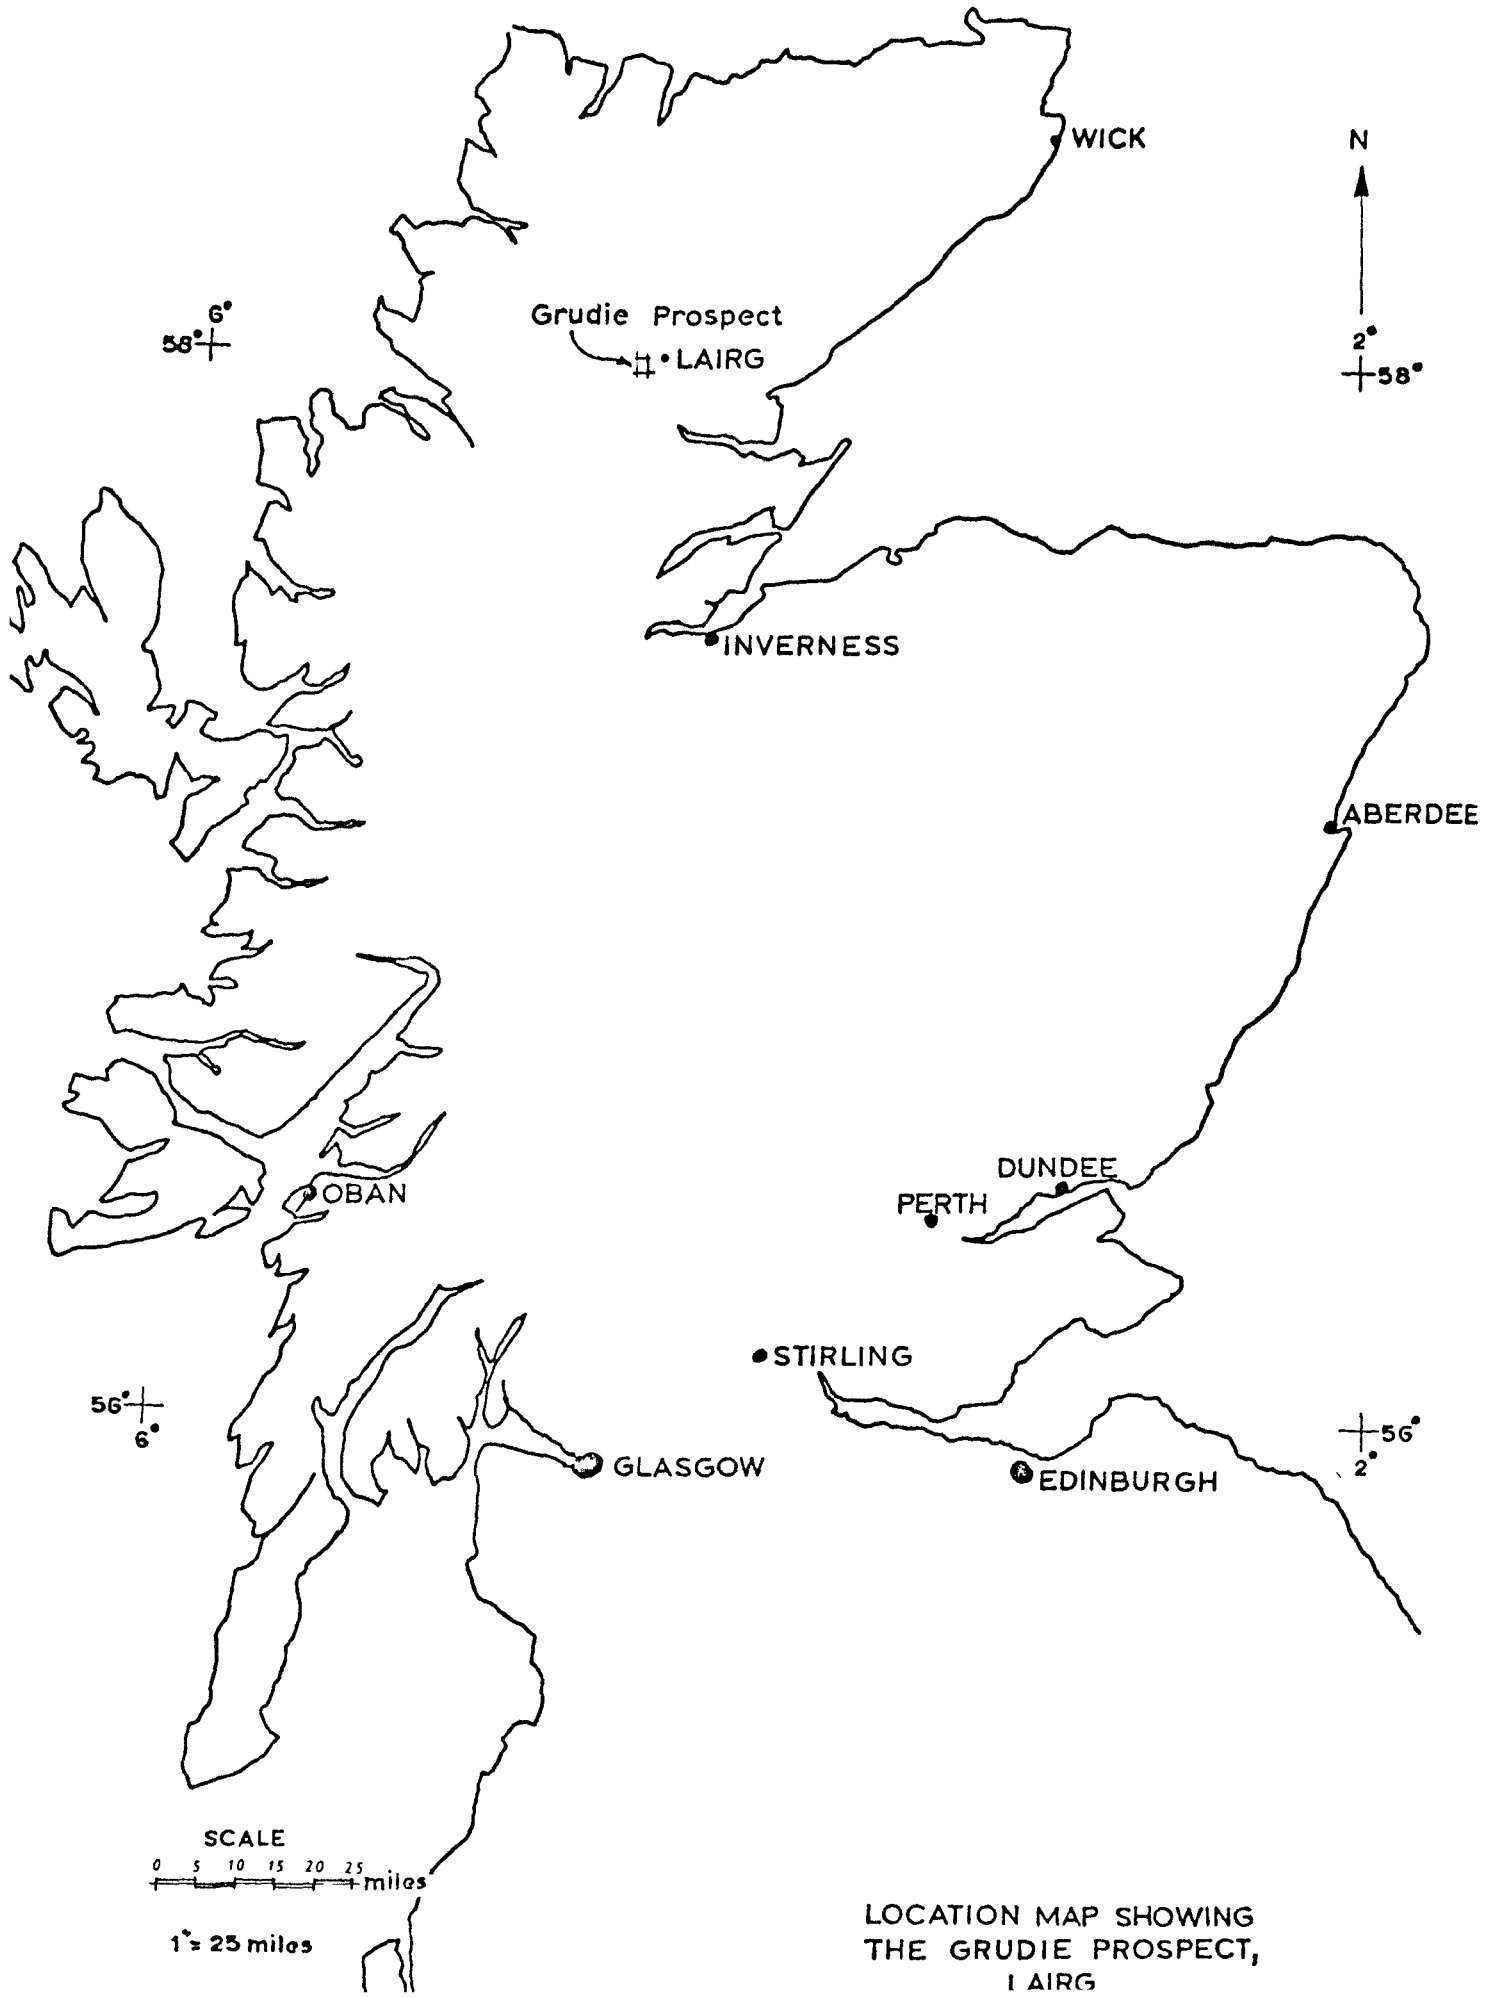 WICK
N
6°
58°
Grudie Prospect
LAIRG
2°
58°
INVERNESS
ABERDEE
DUNDEE
PERTH
OBAN
STIRLING
56°
6°
GLASGOW
56°
2°
EDINBURGH
SCALE
0 5 10 15 20 25
miles
1"= 25 miles
LOCATION MAP SHOWING
THE GRUDIE PROSPECT,
LAIRG